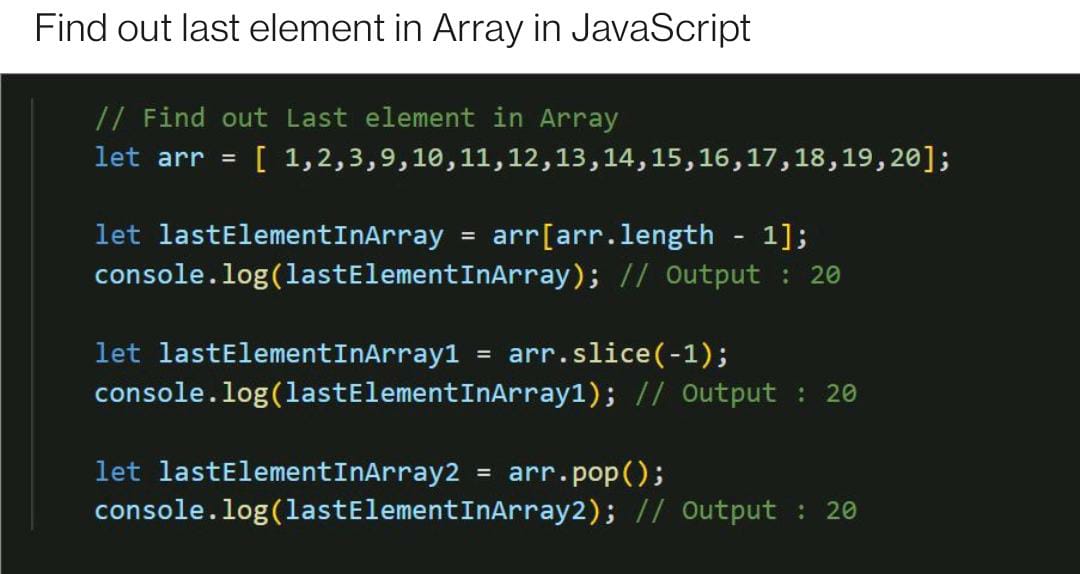 Find out last element in Array in JavaScript
// Find out Last element in Array
let arr = [ 1,2,3,9,10,11,12,13,14,15,16,17,18,19,20];
let lastElementInArray = arr[arr.length - 1];
console.log(lastElementInArray); // Output : 20
let lastElementInArray1 = arr.slice(-1);
console.log(lastElementInArray1); // Output : 20
let lastElementInArray2 = arr.pop();
console.log(lastElementInArray2); // Output : 20